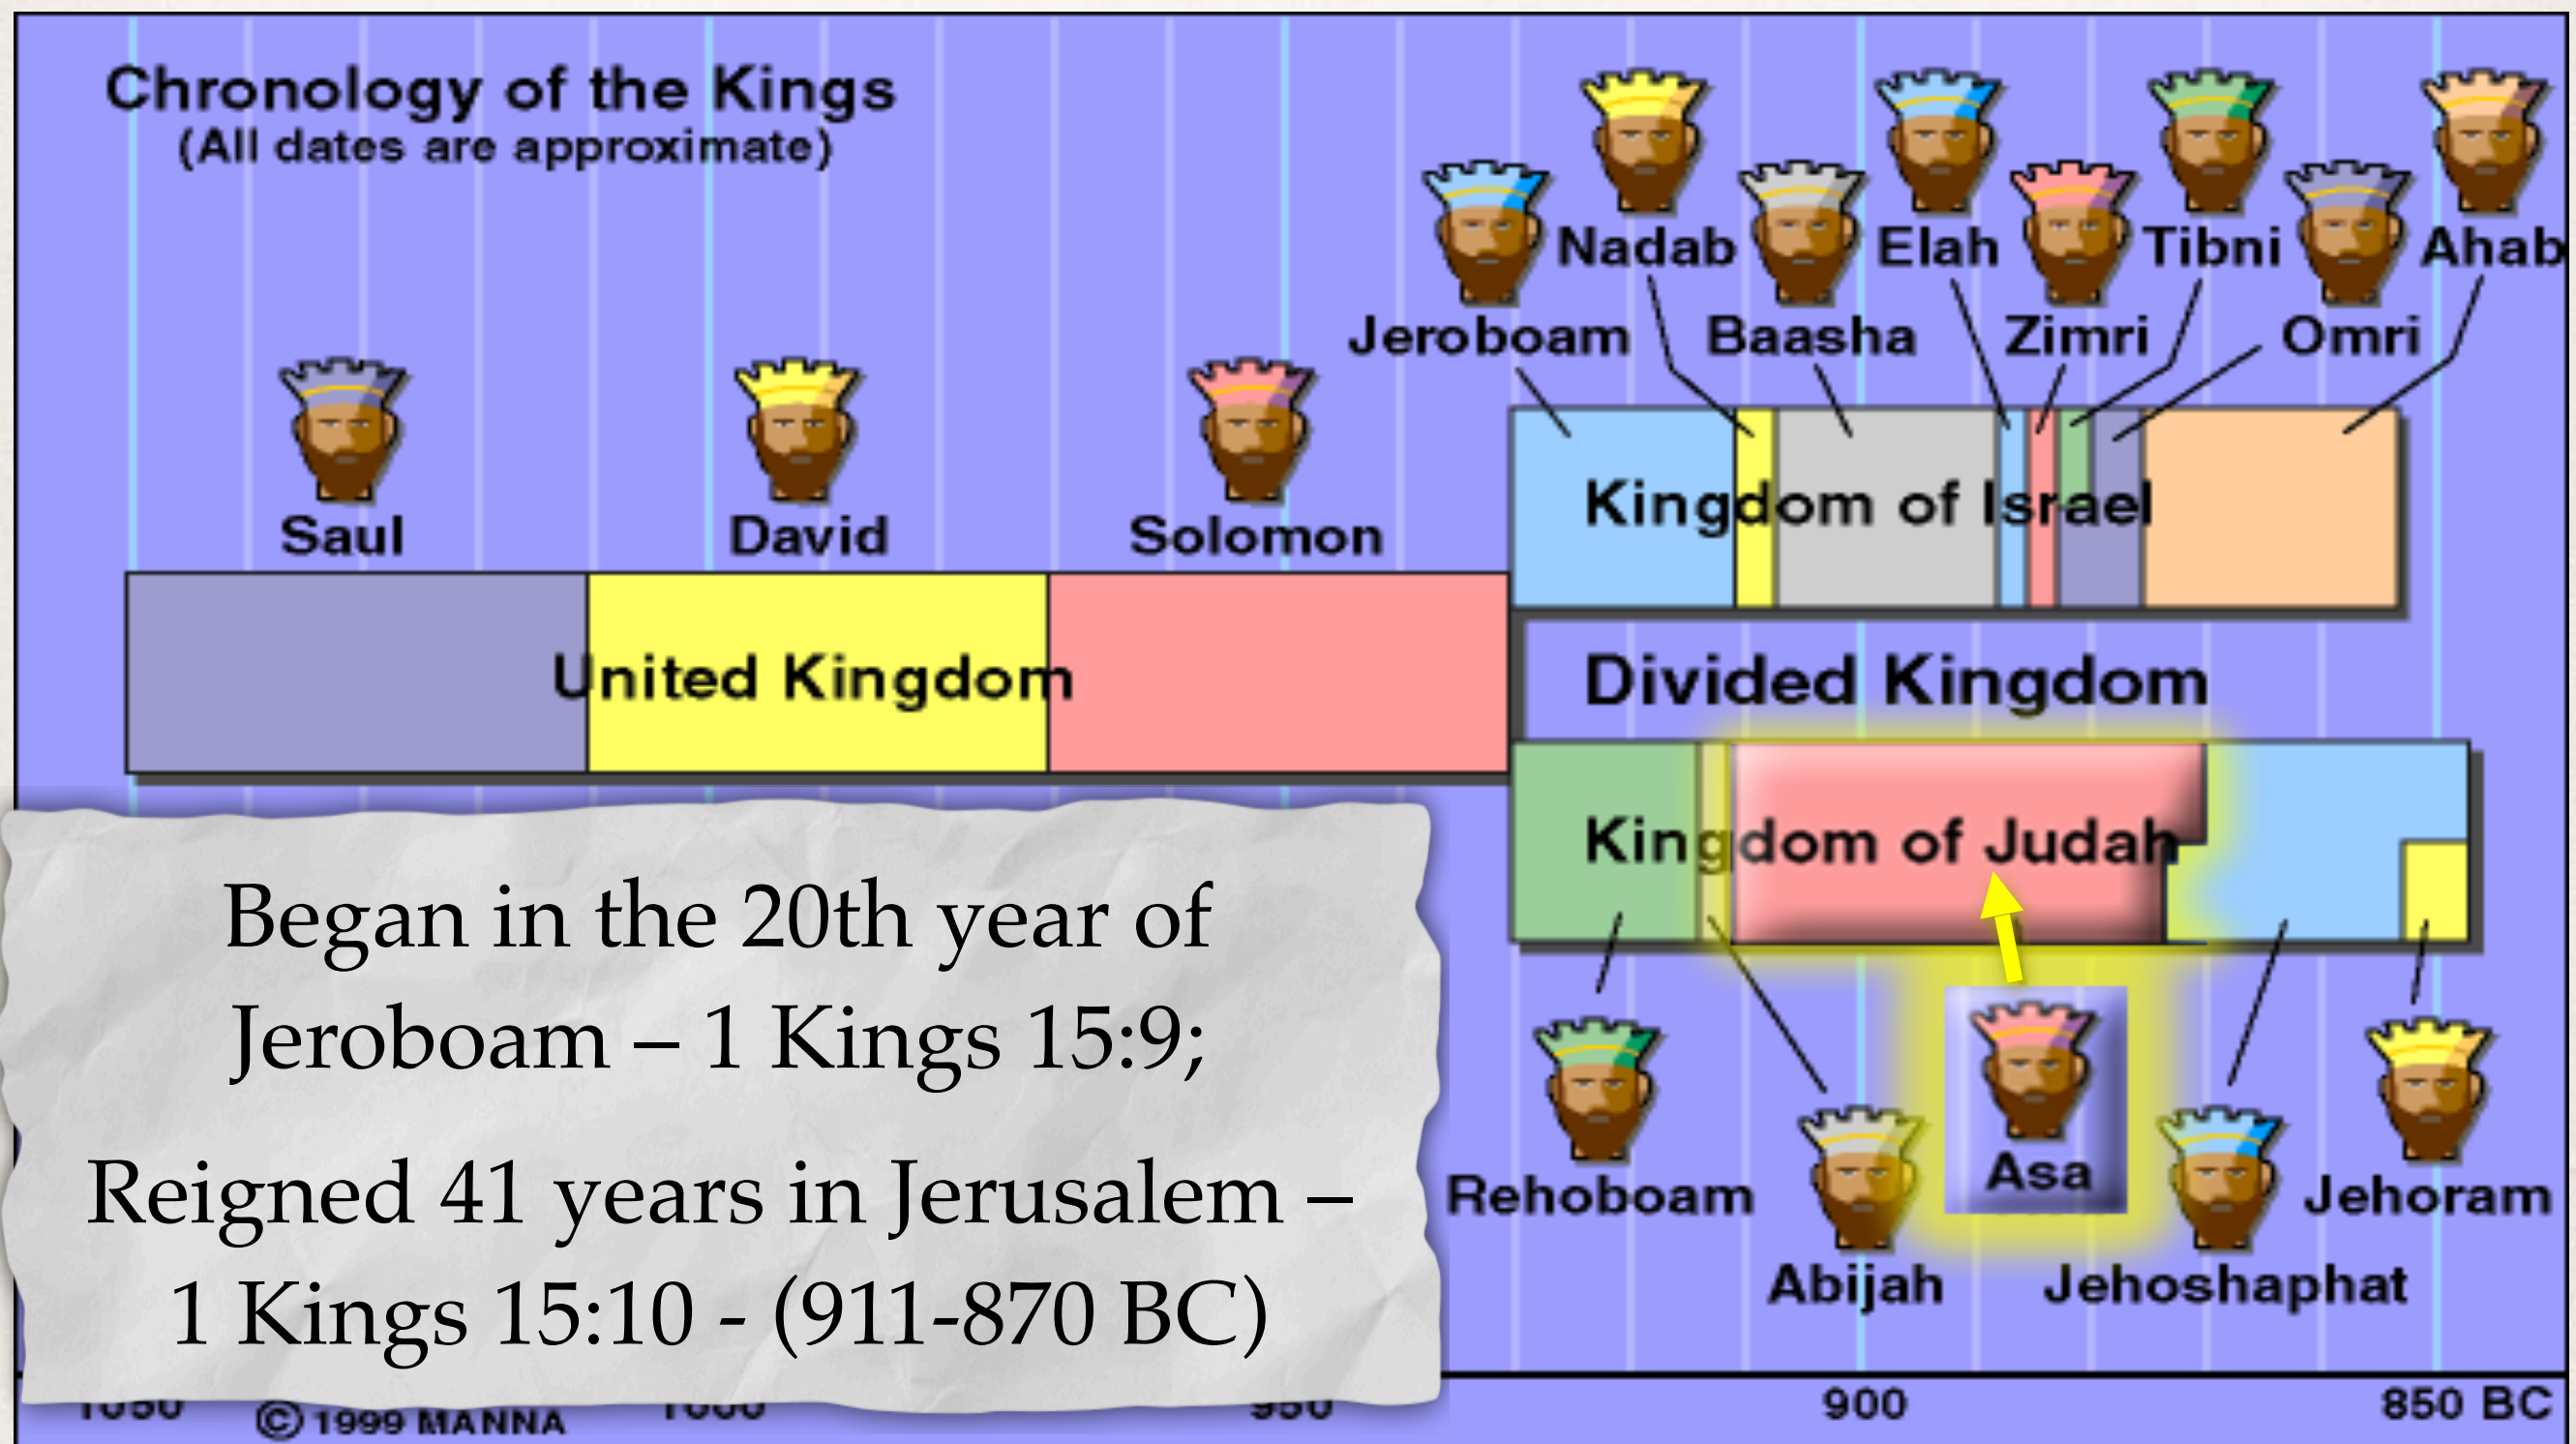 Chronology of the Kings
(All dates are approximate)
Nadab
Elah
Tibni
Ahab
Jeroboam
Baasha
Zimri
Omri
Saul
David
Solomon
Kingdom of Israel
United Kingdom
Divided Kingdom
Kingdom of Judah
Began in the 20th year of
Jeroboam – 1 Kings 15:9;
Reigned 41 years in Jerusalem –
1 Kings 15:10 - (911-870 BC)
Asa
Rehoboam
Jehoram
Abijah
Jehoshaphat
1050
1000
950
900
850 BC
© 1999 MANNA